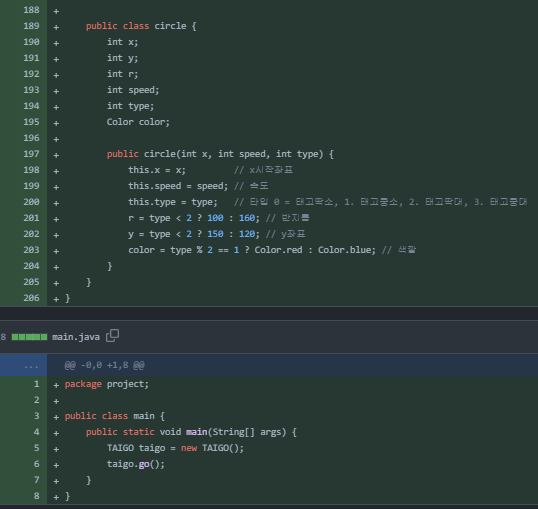 188 +
189 + public class circle {
190 + int x;
191 + int y;
192 + int r;
193 + int speed;
194 + int type;
195 + Color color;
196 +
197 + public circle(int x, int speed, int type) {
198 + this.x = x; // x시작좌표
199 + this.speed = speed; // 속도
200 + this.type = type; // 타입 0 = 태고딱소, 1. 태고쿵소, 2. 태고딱대, 3. 태고쿵대
201 + r = type < 2 ? 100 : 160; // 반지름
202 + y = type < 2 ? 150 : 120; // y좌표
203 + color = type % 2 == 1 ? Color.red : Color.blue; // 색깔
204 + }
205 + }
206 + }
8 main.java
... @@ -0,0 +1,8 @@
1 + package project;
2 +
3 + public class main {
4 + public static void main(String[] args) {
5 + TAIGO taigo = new TAIGO();
6 + taigo.go();
7 + }
8 + }